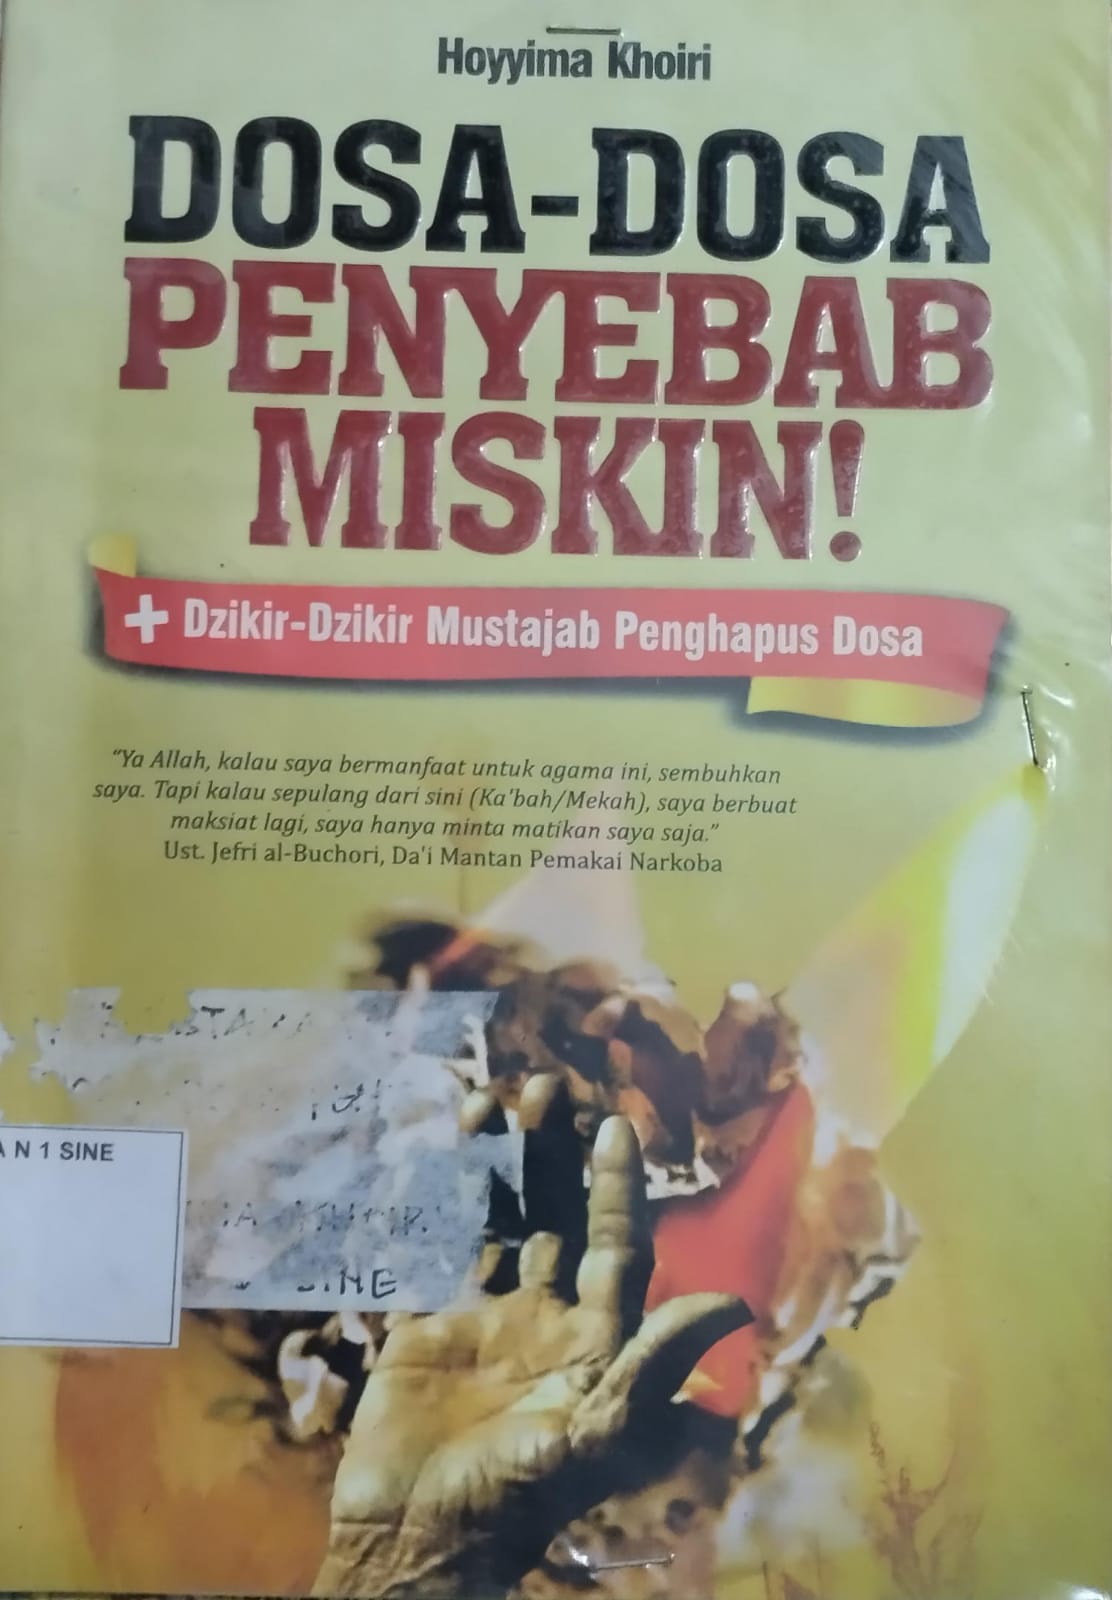 Hoyyima Khoiri
DOSA-DOSA
PENYEBAB
MISKIN!
+ Dzikir-Dzikir Mustajab Penghapus Dosa
“Ya Allah, kalau saya bermanfaat untuk agama ini, sembuhkan
saya. Tapi kalau sepulang dari sini (Ka'bah/Mekah), saya berbuat
maksiat lagi, saya hanya minta matikan saya saja.”
Ust. Jefri al-Buchori, Da'i Mantan Pemakai Narkoba
A N 1 SINE